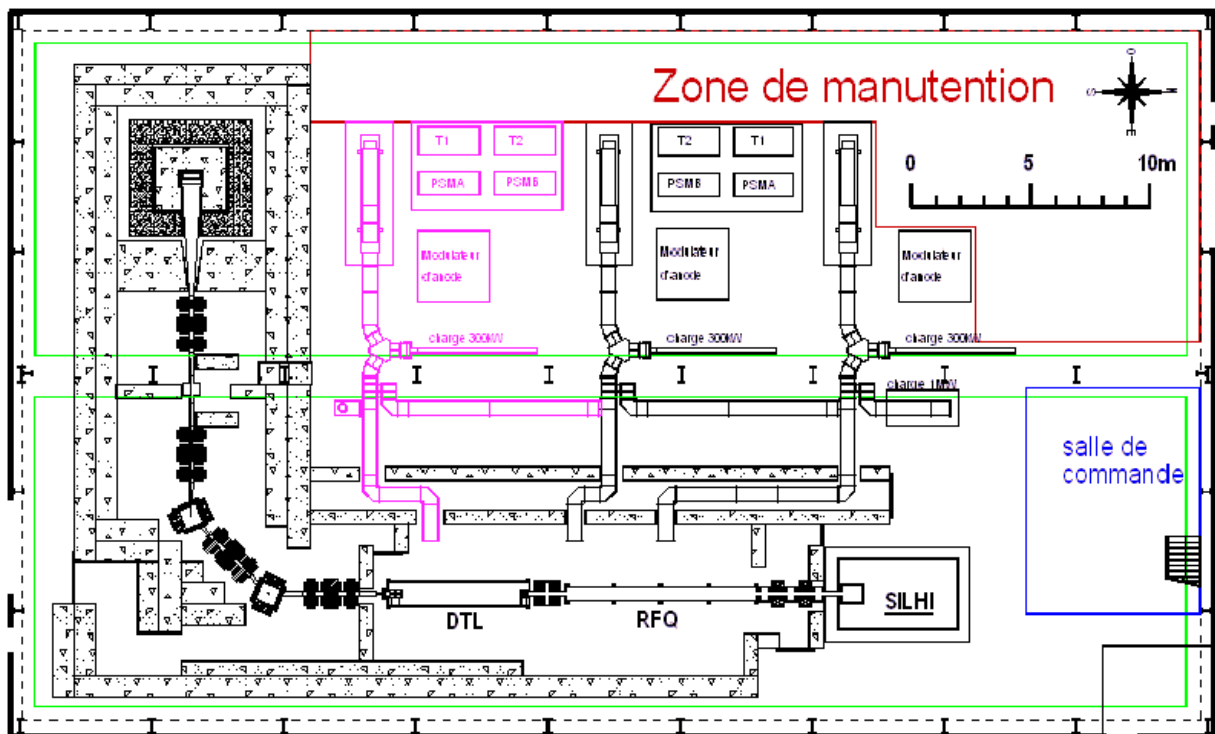 Zone de manutention
O
S
N
E
0
5
10m
T1
T2
T2
T1
PSMA
PSMB
PSMB
PSMA
Modulateur
d'anode
Modulateur
d'anode
Modulateur
d'anode
charge 300kW
charge 300kW
charge 300kW
charge 1MW
salle de
commande
DTL
RFQ
SILHI